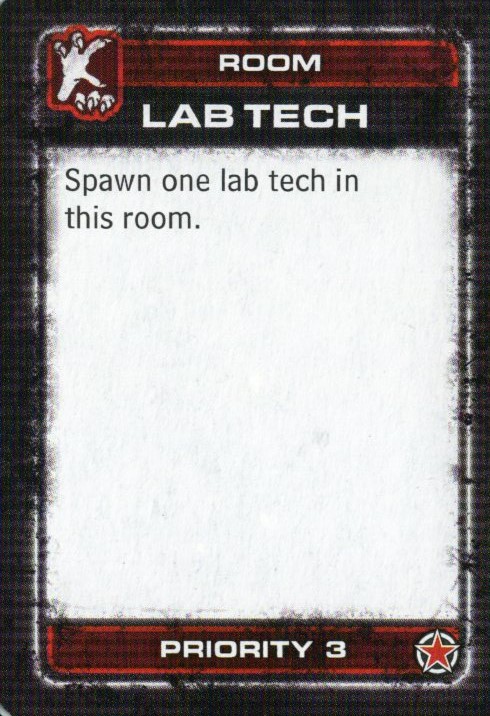 ROOM
LAB TECH
Spawn one lab tech in
this room.
PRIORITY 3